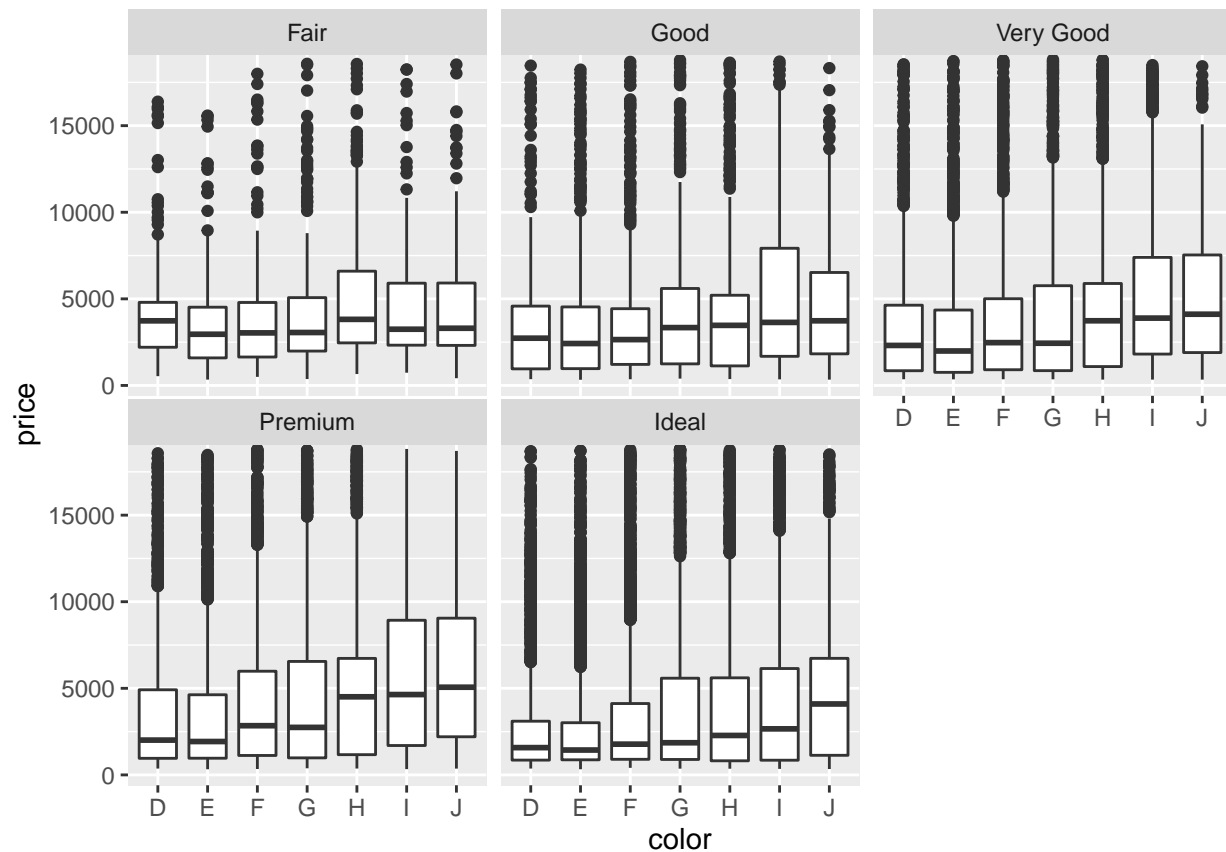 Fair Good Very Good
15000
10000
5000
0
D E F G H I J
Premium Ideal
15000
10000
5000
0
D E F G H I J D E F G H I J
price
color